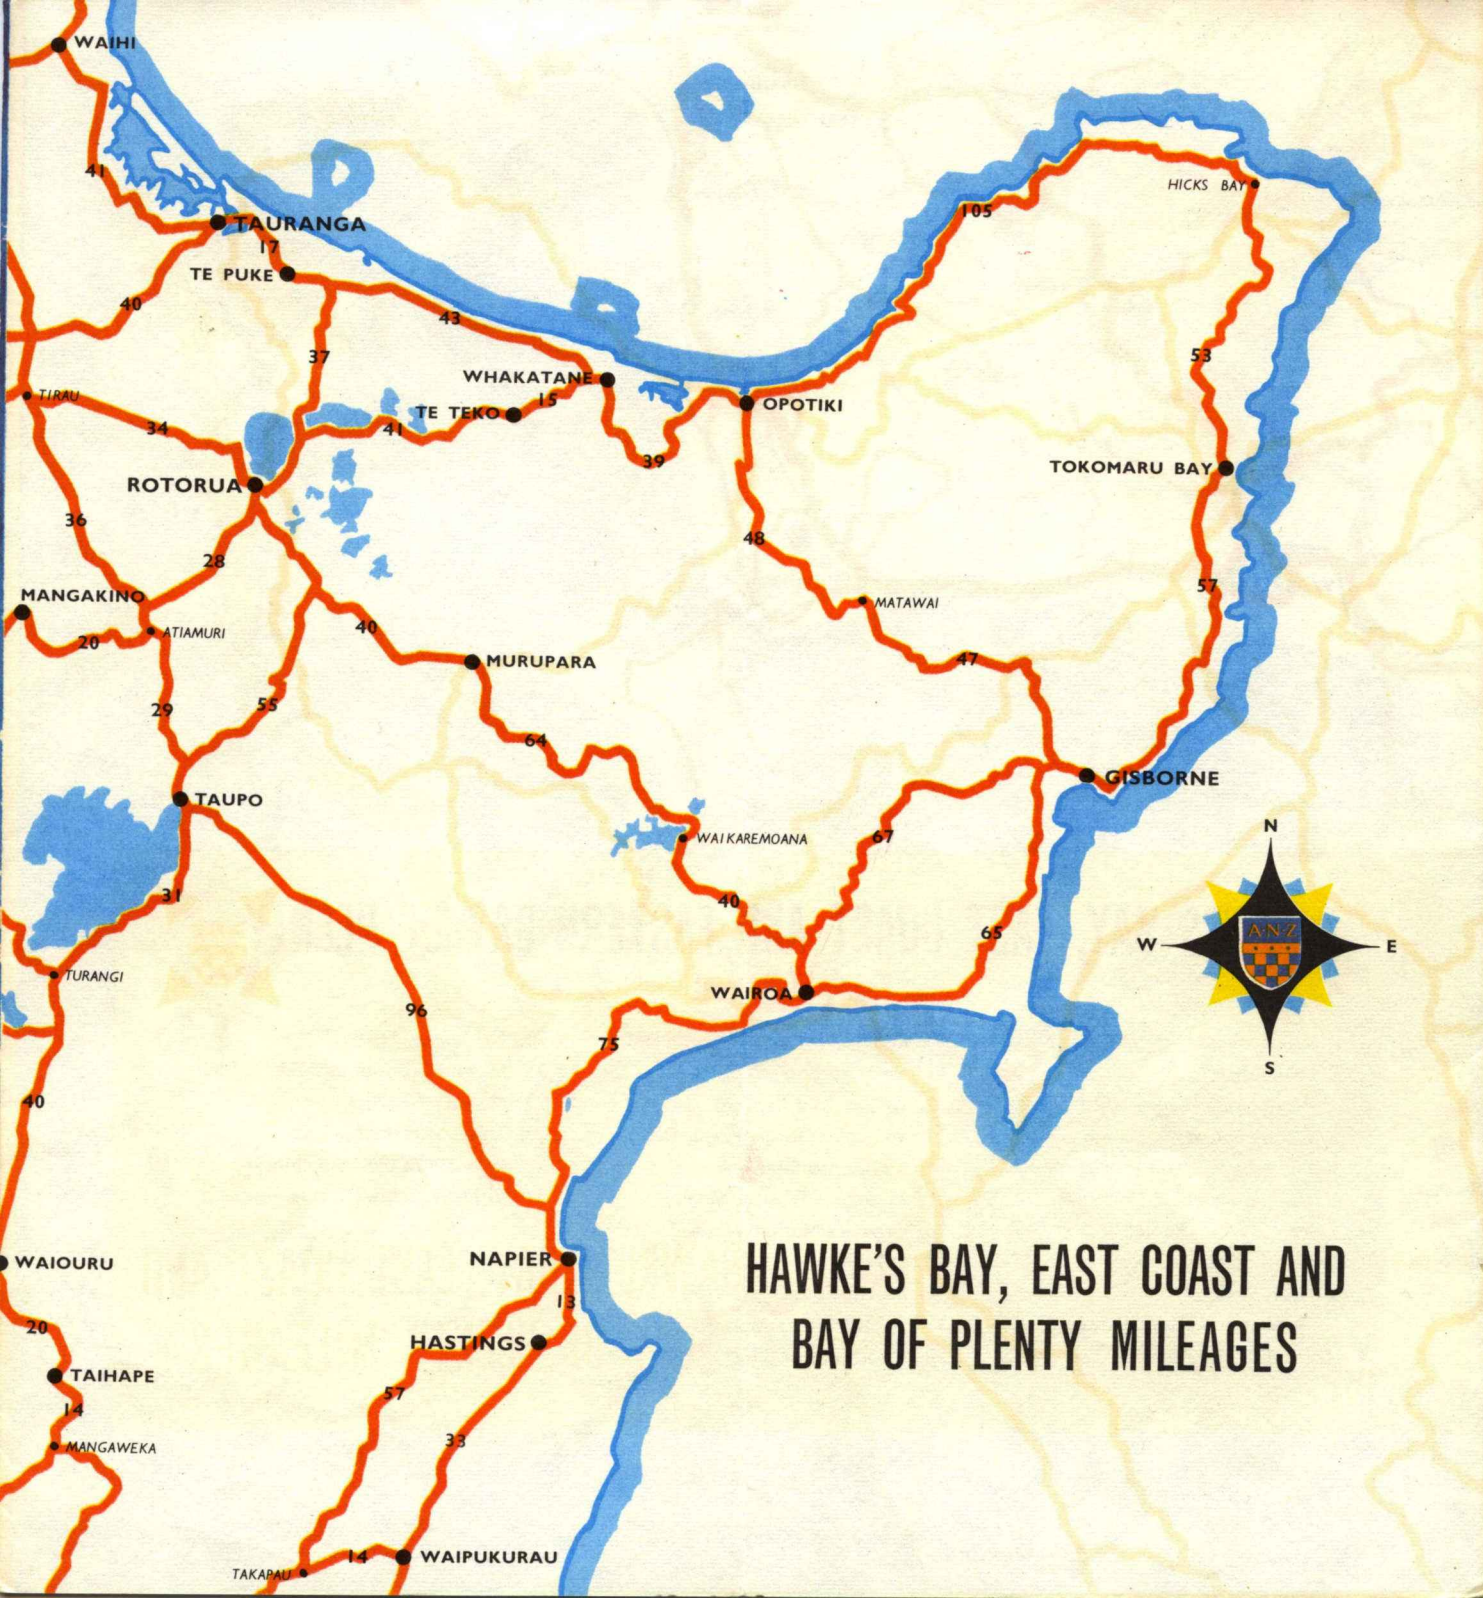 WAIHI
41
TAURANGA
17
TE PUKE
40
43
37
WHAKATANE
15
TE TEKO
41
39
OPOTIKI
105
HICKS BAY
53
TOKOMARU BAY
57
TIRAU
34
ROTORUA
36
28
48
MATAWAI
MANGAKINO
ATIAMURI
20
40
MURUPARA
47
29
55
64
GISBORNE
TAUPO
WAIKAREMOANA
67
N
31
40
65
W
A·N·Z
E
S
TURANGI
WAIROA
96
75
40
NAPIER
WAIOURU
13
HAWKE'S BAY, EAST COAST AND
BAY OF PLENTY MILEAGES
20
HASTINGS
TAIHAPE
57
14
33
MANGAWEKA
14
WAIPUKURAU
TAKAPAU